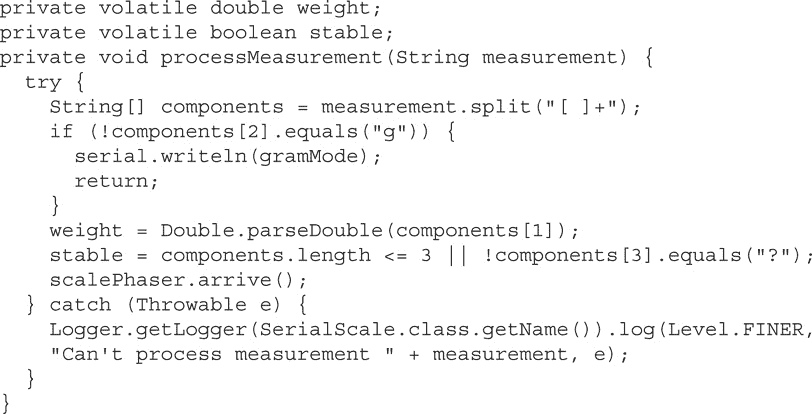 private volatile double weight;
private volatile boolean stable;
private void processMeasurement(String measurement) {
  try {
    String[] components = measurement.split("[ ]+");
    if (!components[2].equals("g")) {
      serial.writeln(gramMode);
      return;
    }
    weight = Double.parseDouble(components[1]);
    stable = components.length <= 3 || !components[3].equals("?");
    scalePhaser.arrive();
  } catch (Throwable e) {
    Logger.getLogger(SerialScale.class.getName()).log(Level.FINER,
    "Can't process measurement " + measurement, e);
  }
}